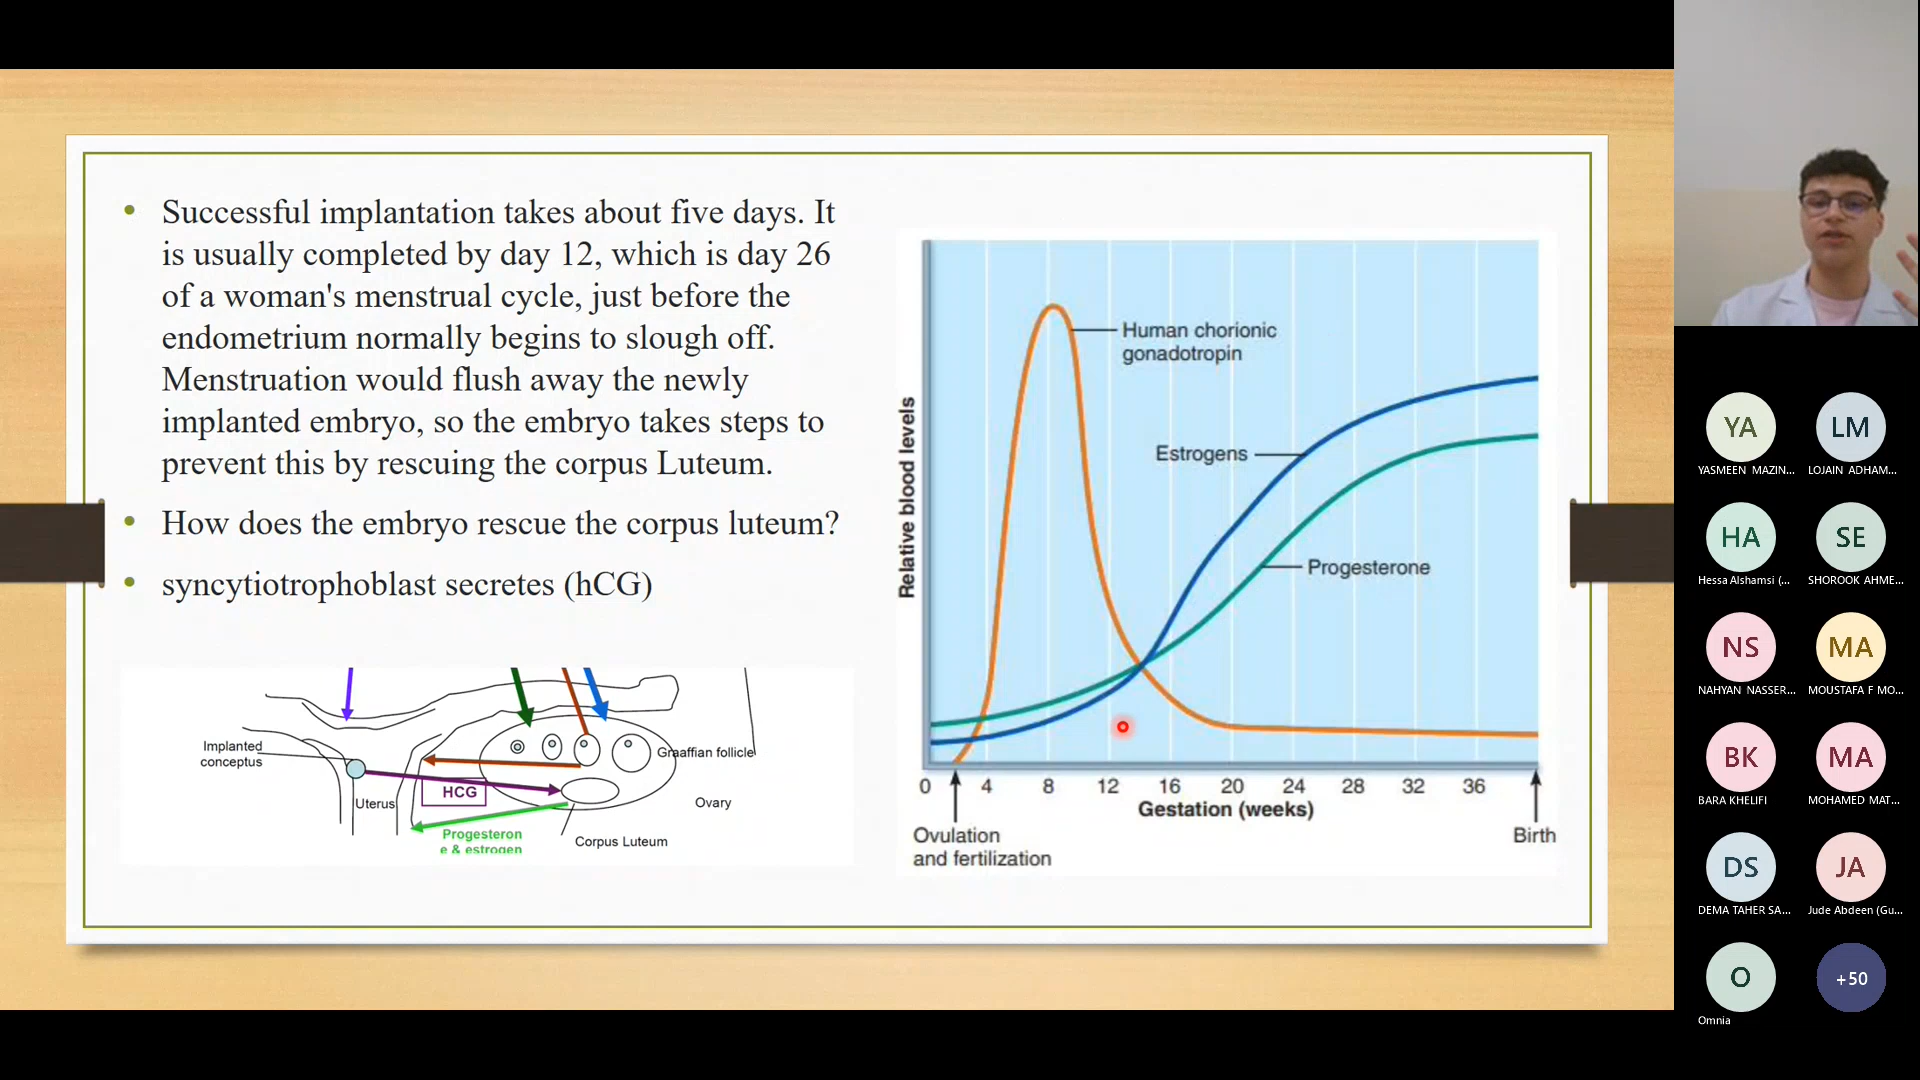 Successful implantation takes about five days. It
is usually completed by day 12, which is day 26
of a woman's menstrual cycle, just before the
endometrium normally begins to slough off.
Menstruation would flush away the newly
implanted embryo, so the embryo takes steps to
prevent this by rescuing the corpus Luteum.
How does the embryo rescue the corpus luteum?
syncytiotrophoblast secretes (hCG)
Implanted
conceptus
Uterus
HCG
Progesteron
e & estrogen
Graaffian follicle
Ovary
Corpus Luteum
Relative blood levels
Human chorionic
gonadotropin
Estrogens
Progesterone
0 4 8 12 16 20 24 28 32 36
Gestation (weeks)
Ovulation
and fertilization
Birth
YA
YASMEEN MAZIN...
LM
LOJAIN ADHAM...
HA
Hessa Alshamsi (...
SE
SHOROOK AHME...
NS
NAHYAN NASSER...
MA
MOUSTAFA F MO...
BK
BARA KHELIFI
MA
MOHAMED MAT...
DS
DEMA TAHER SA...
JA
Jude Abdeen (Gu...
O
Omnia
+50